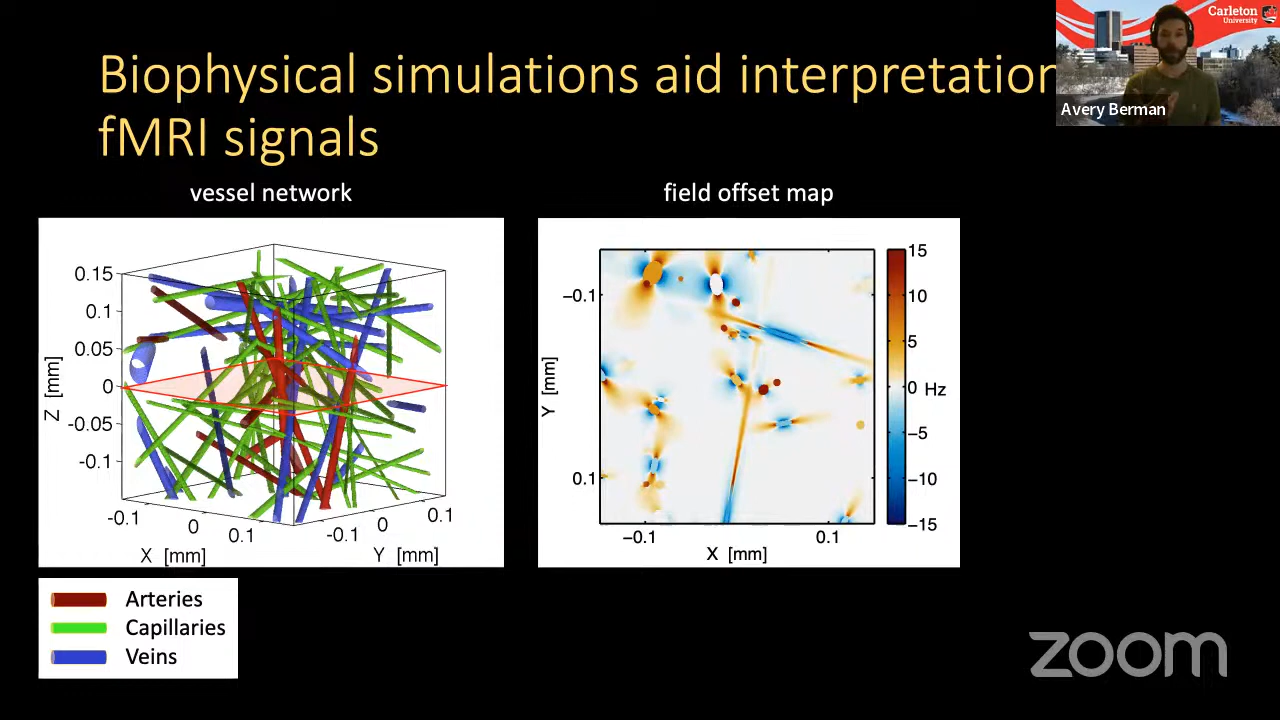 Biophysical simulations aid interpretation
fMRI signals
Carleton
University
Avery Berman
vessel network
field offset map
0.15
0.1
0.05
0
-0.05
-0.1
Z [mm]
-0.1
0
0.1
X [mm]
-0.1
0
0.1
Y [mm]
−0.1
0.1
Y [mm]
−0.1
0.1
X [mm]
15
10
5
0 Hz
−5
−10
−15
Arteries
Capillaries
Veins
zoom